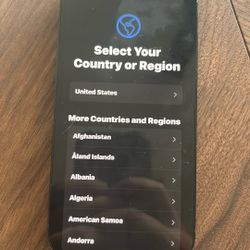 Select Your
Country or Region
United States
More Countries and Regions
Afghanistan
Åland Islands
Albania
Algeria
American Samoa
Andorra